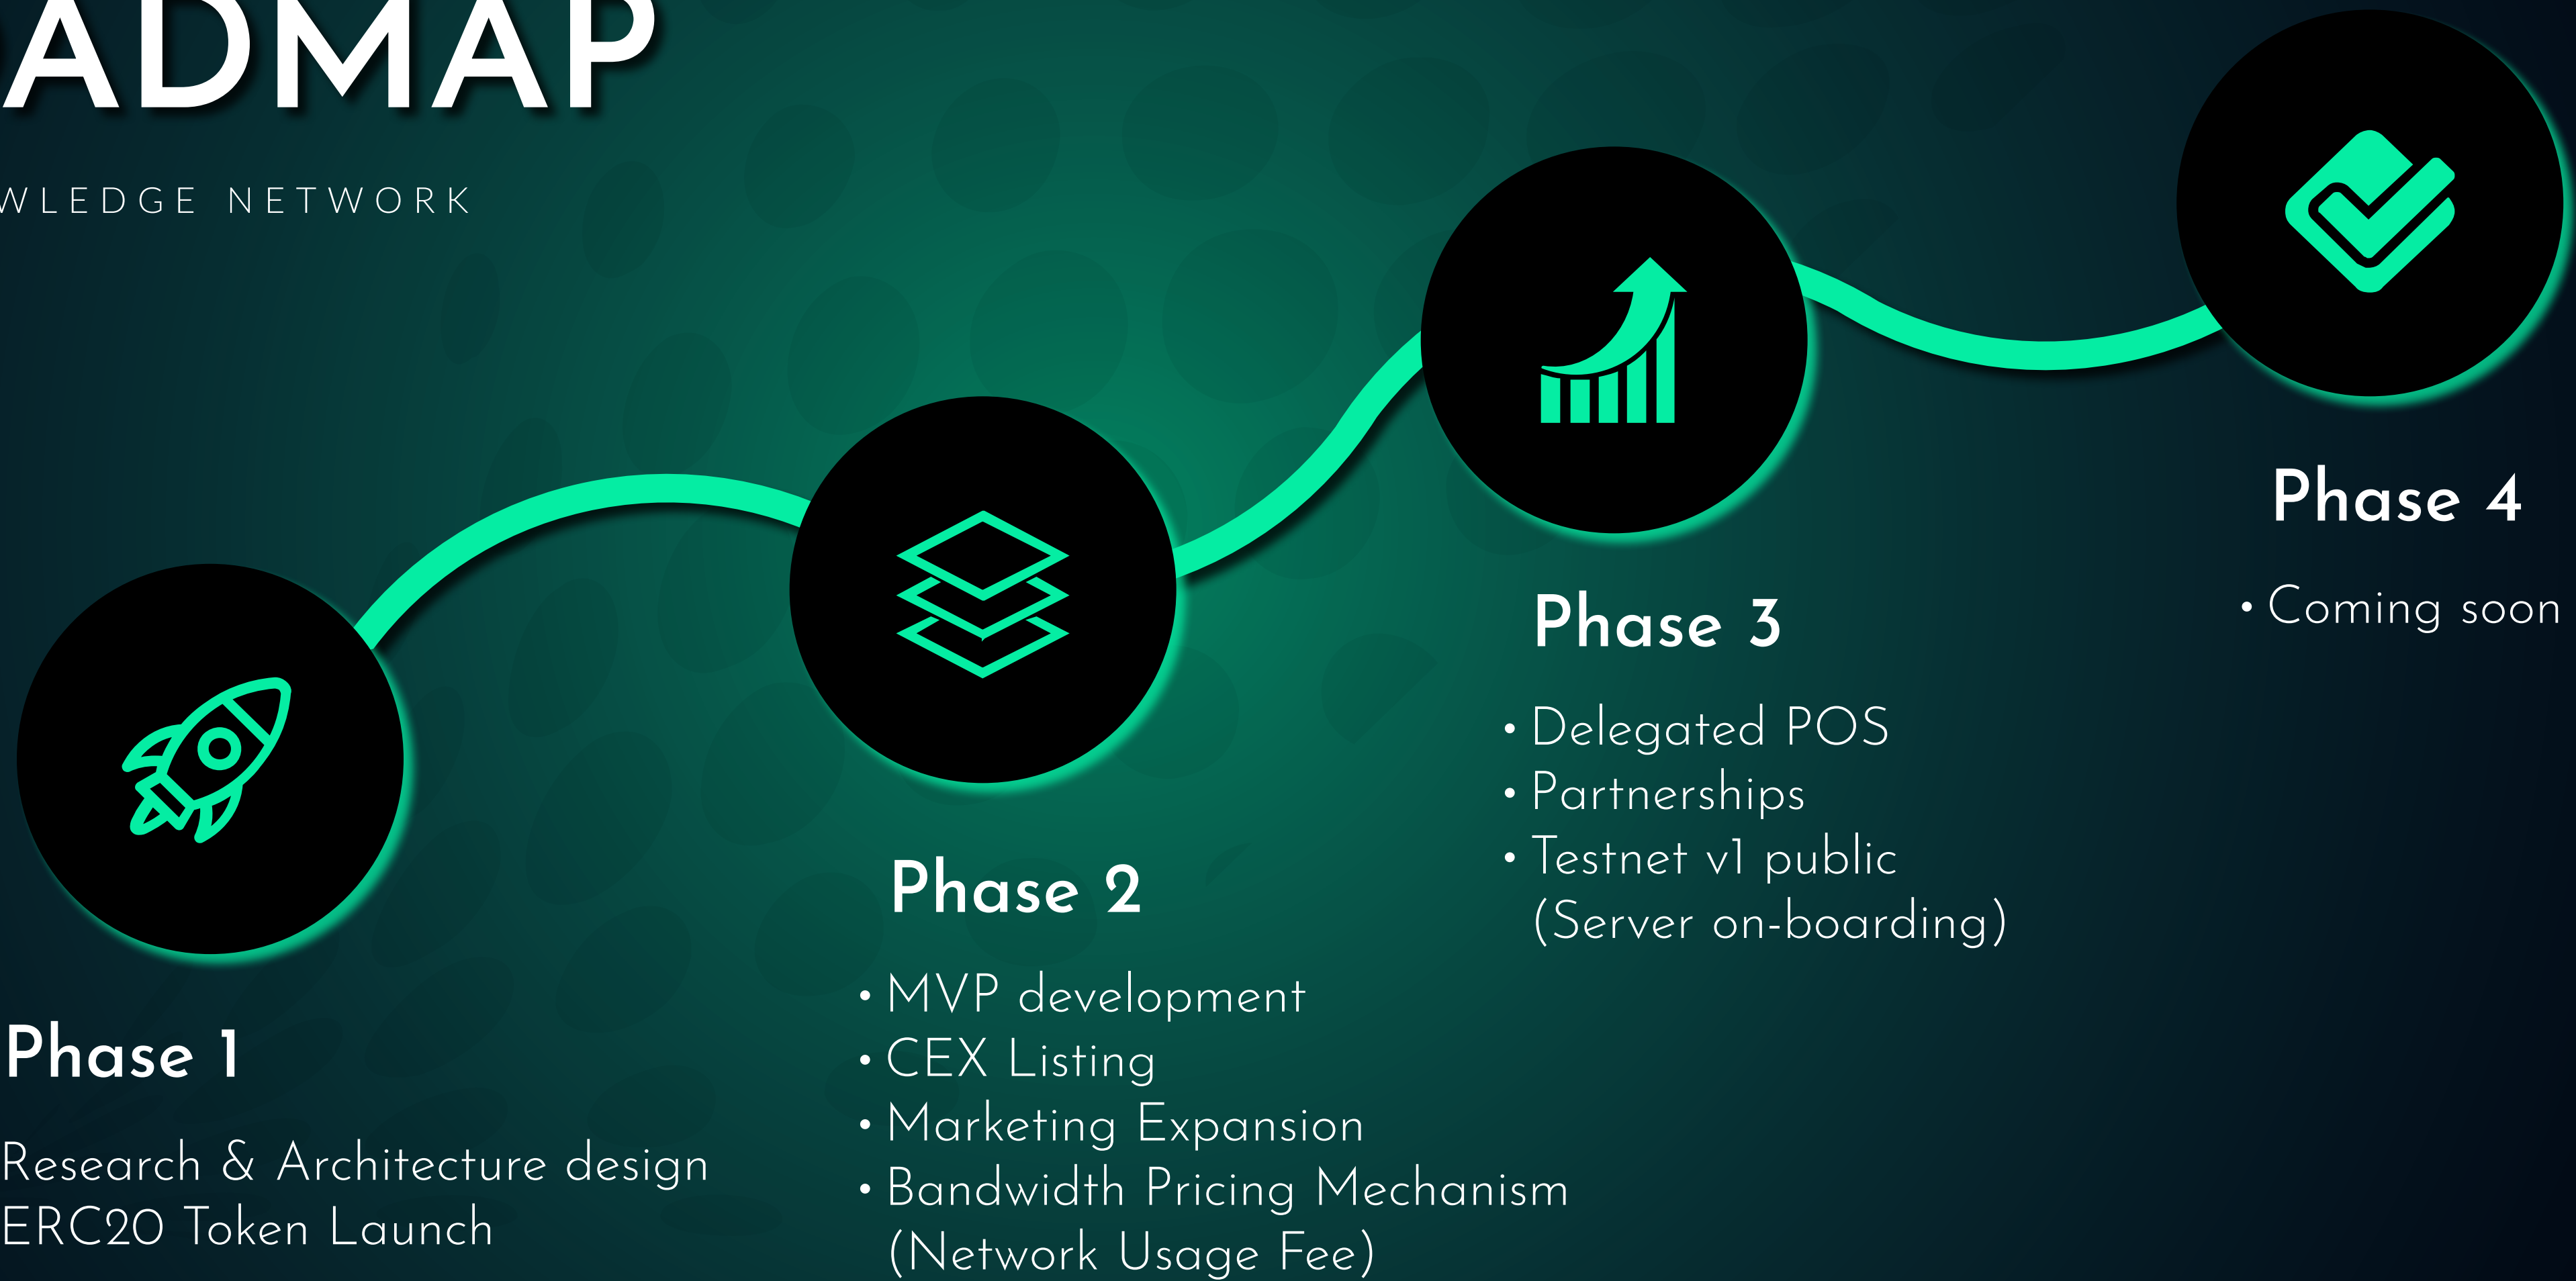 ADMAP
WLEDGE NETWORK
Phase 1
Research & Architecture design
ERC20 Token Launch
Phase 2
• MVP development
• CEX Listing
• Marketing Expansion
• Bandwidth Pricing Mechanism
(Network Usage Fee)
Phase 3
• Delegated POS
• Partnerships
• Testnet v1 public
(Server on-boarding)
Phase 4
• Coming soon